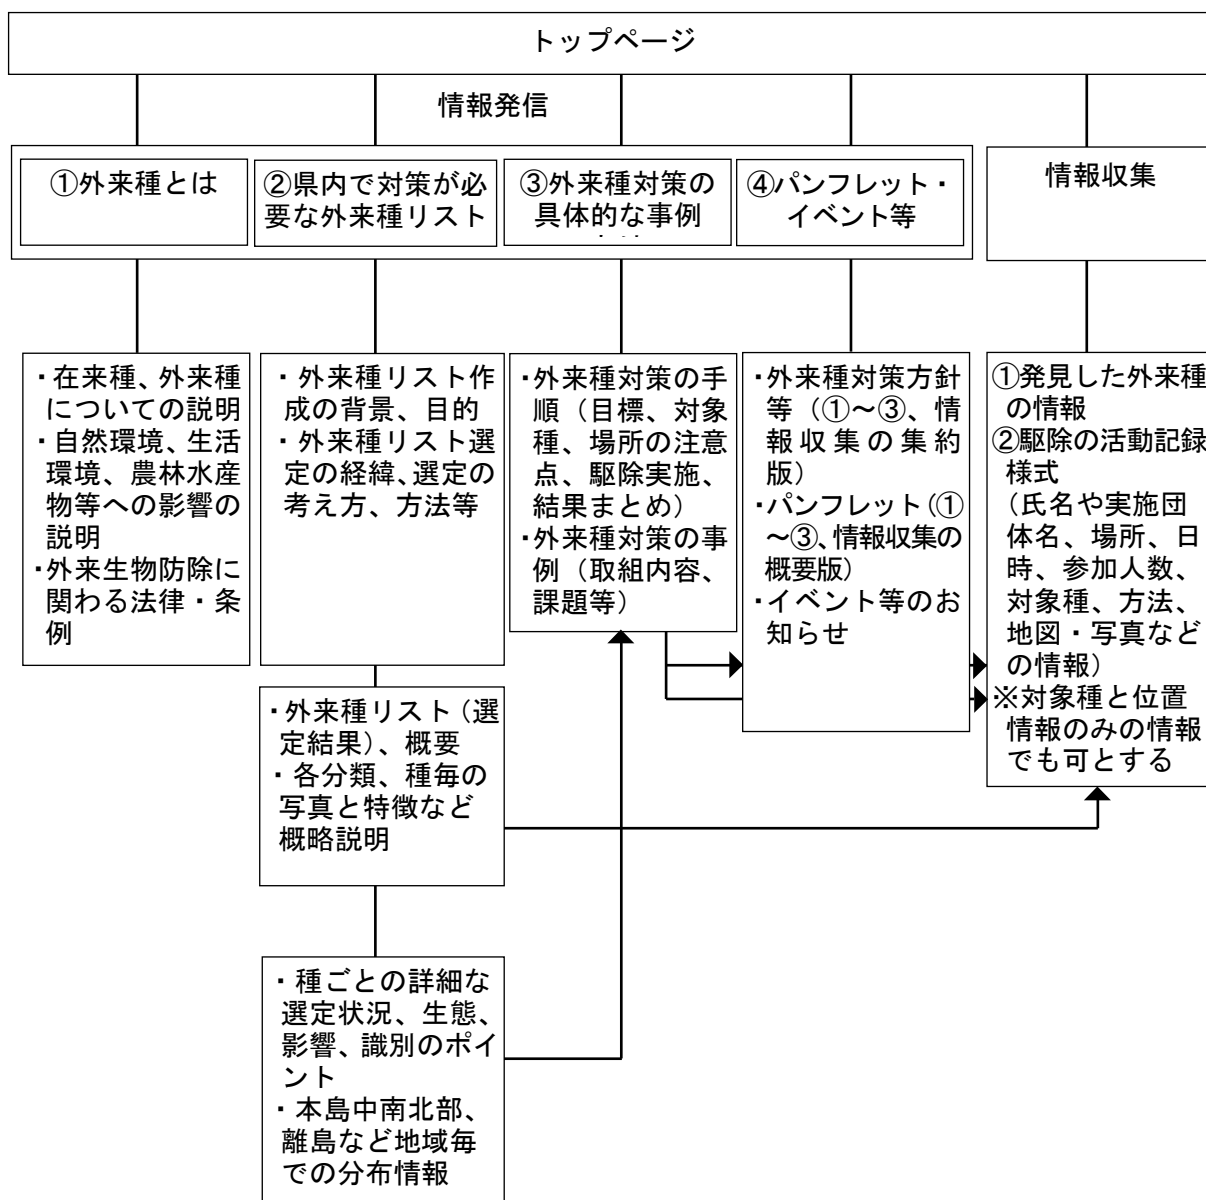 トップページ
情報発信
①外来種とは
②県内で対策が必
要な外来種リスト
③外来種対策の
具体的な事例
④パンフレット・
イベント等
情報収集
・在来種、外来種
についての説明
・自然環境、生活
環境、農林水産
物等への影響の
説明
・外来生物防除に
関わる法律・条
例
・外来種リスト作
成の背景、目的
・外来種リスト選
定の経緯、選定の
考え方、方法等
・外来種リスト（選
定結果）、概要
・各分類、種毎の
写真と特徴など
概略説明
・種ごとの詳細な
選定状況、生態、
影響、識別のポイ
ント
・本島中南北部、
離島など地域毎
での分布情報
・外来種対策の手
順（目標、対象
種、場所の注意
点、駆除実施、
結果まとめ）
・外来種対策の事
例（取組内容、
課題等）
・外来種対策方針
等（①～③、情
報収集の集約
版）
・パンフレット（①
～③、情報収集の
概要版）
・イベント等のお
知らせ
①発見した外来種
の情報
②駆除の活動記録
様式
（氏名や実施団
体名、場所、日
時、参加人数、
対象種、方法、
地図・写真など
の情報）
※対象種と位置
情報のみの情報
でも可とする